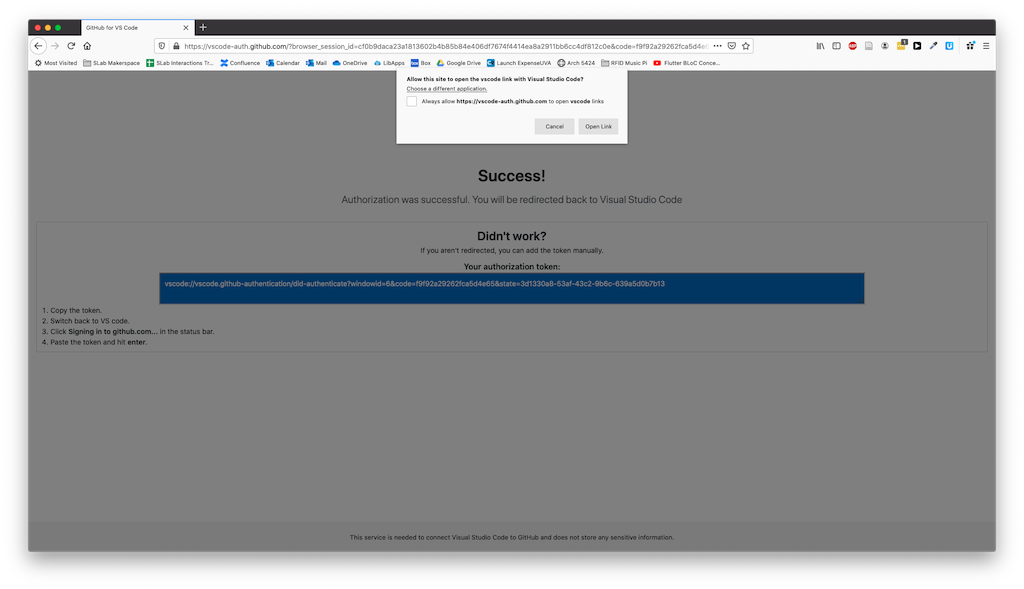 GitHub for VS Code
https://vscode-auth.github.com/?browser_session_id=cf0b9daca23a1813602b4b85b84e406df7674f4414ea8a2911bb6cc4df812c0e&code=f9f92a29262fca5d4e6
Most Visited SLab Makerspace SLab Interactions Tr... Confluence Calendar Mail OneDrive LibApps Box Google Drive Launch ExpenseUVA Arch 5424 RFID Music Pi Flutter BLoC Conce...
Allow this site to open the vscode link with Visual Studio Code?
Choose a different application.
Always allow https://vscode-auth.github.com to open vscode links
Cancel Open Link
Success!
Authorization was successful. You will be redirected back to Visual Studio Code
Didn't work?
If you aren't redirected, you can add the token manually.
Your authorization token:
vscode://vscode.github-authentication/did-authenticate?windowid=6&code=f9f92a29262fca5d4e65&state=3d1330a8-53af-43c2-9b6c-639a5d0b7b13
1. Copy the token.
2. Switch back to VS code.
3. Click Signing in to github.com... in the status bar.
4. Paste the token and hit enter.
This service is needed to connect Visual Studio Code to GitHub and does not store any sensitive information.